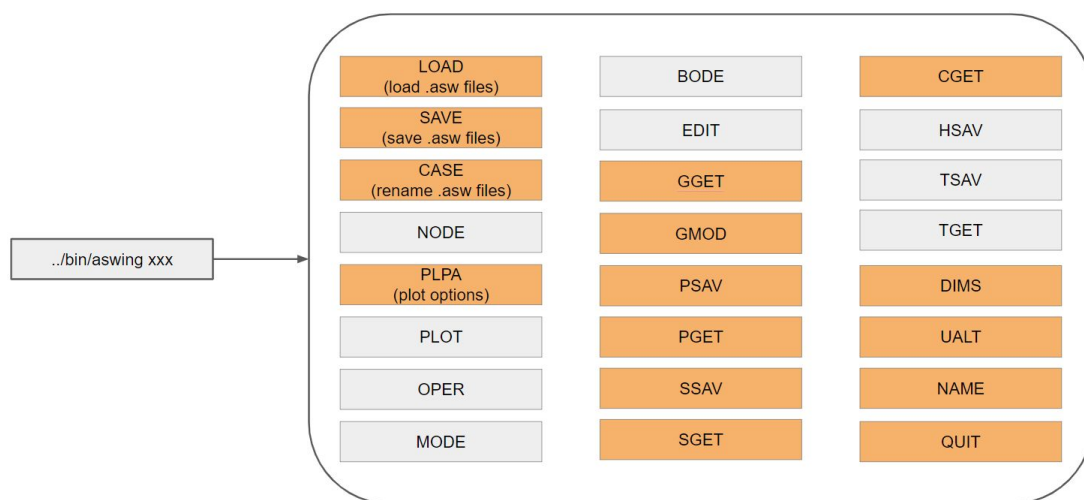 ../bin/aswing xxx
LOAD
(load .asw files)
SAVE
(save .asw files)
CASE
(rename .asw files)
NODE
PLPA
(plot options)
PLOT
OPER
MODE
BODE
EDIT
GGET
GMOD
PSAV
PGET
SSAV
SGET
CGET
HSAV
TSAV
TGET
DIMS
UALT
NAME
QUIT